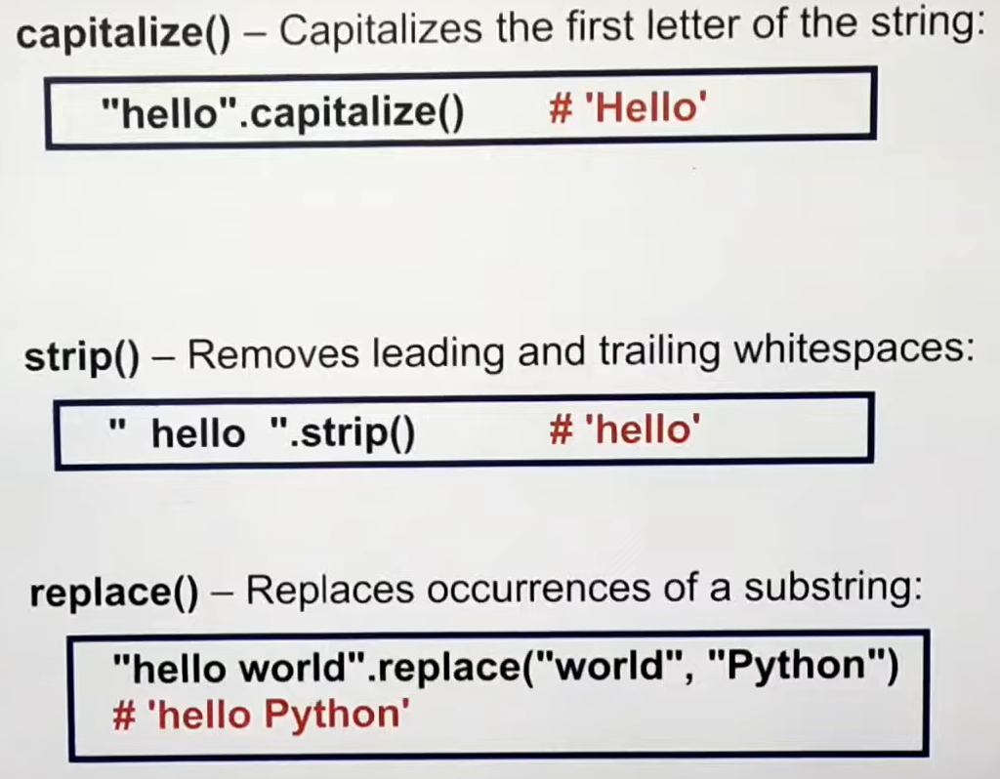 capitalize() – Capitalizes the first letter of the string:
"hello".capitalize() # 'Hello'
strip() – Removes leading and trailing whitespaces:
"  hello  ".strip() # 'hello'
replace() – Replaces occurrences of a substring:
"hello world".replace("world", "Python")
# 'hello Python'